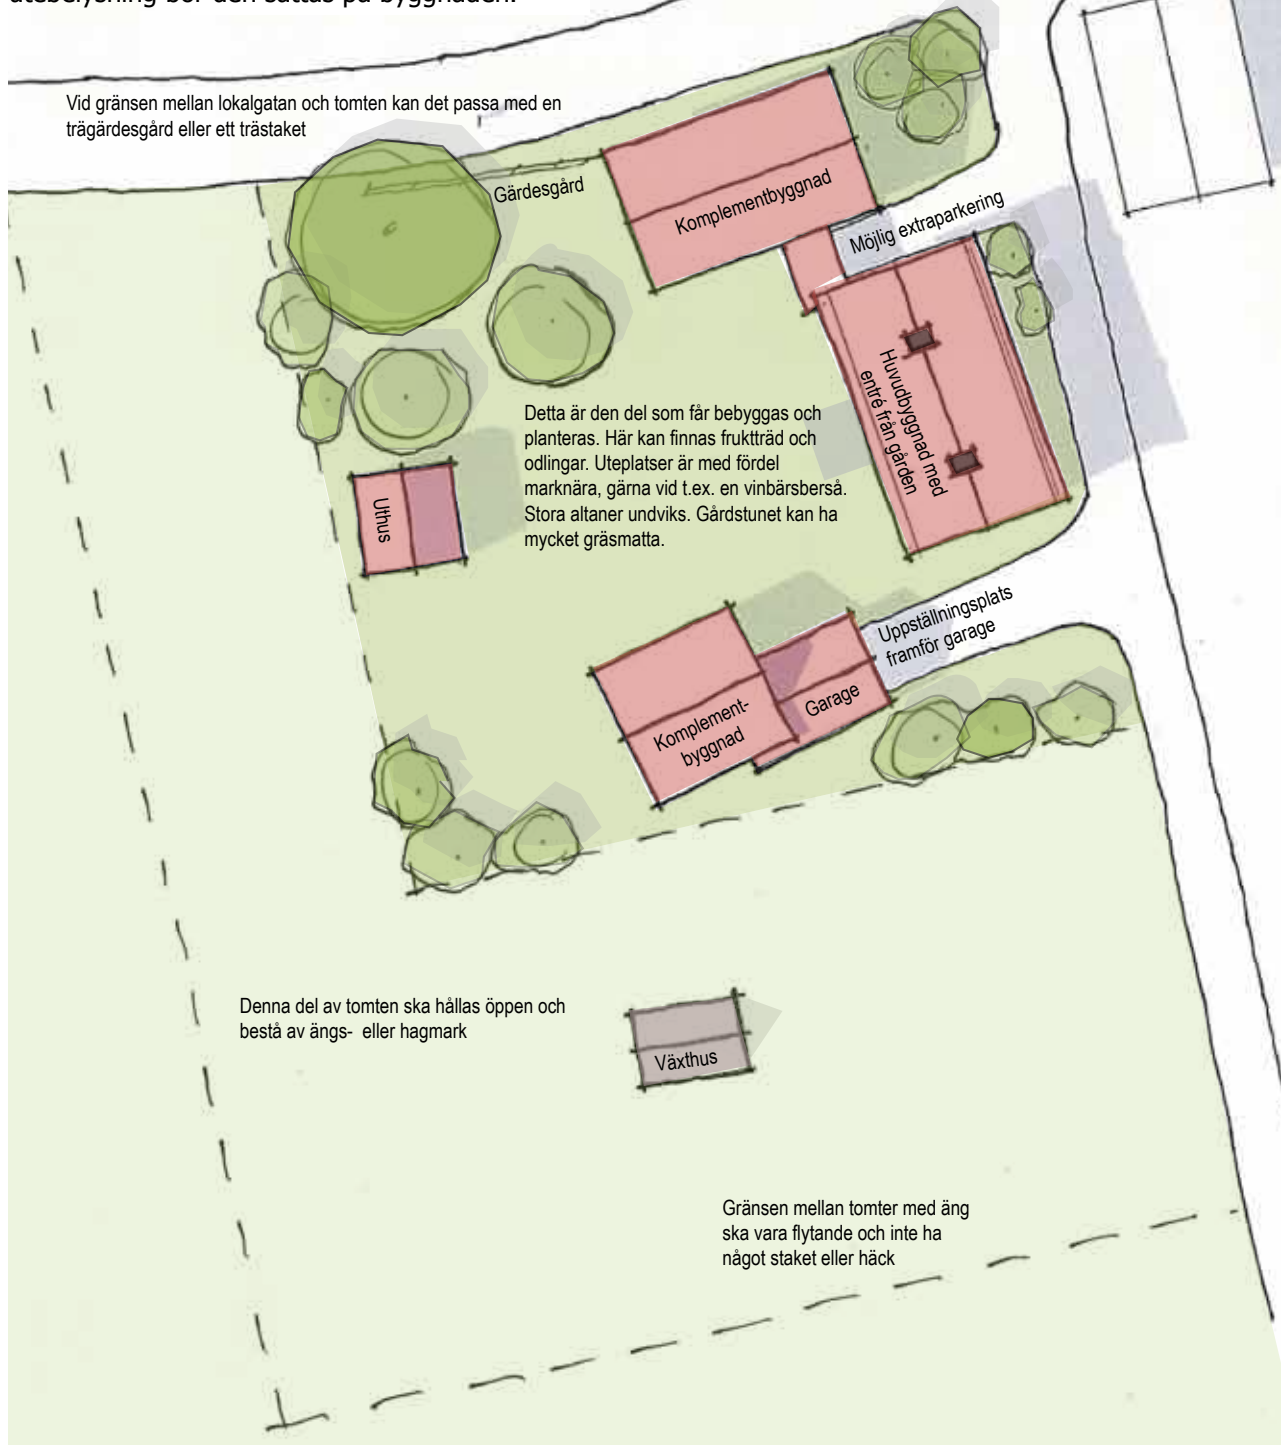 utsbelysning bör den sättas på byggnaden.
Vid gränsen mellan lokalgatan och tomten kan det passa med en
trägärdesgård eller ett trästaket
Gärdesgård
Komplementbyggnad
Möjlig extraparkering
Huvudbyggnad med
entré från gården
Detta är den del som får bebyggas och
planteras. Här kan finnas fruktträd och
odlingar. Uteplatser är med fördel
marknära, gärna vid t.ex. en vinbärsberså.
Stora altaner undviks. Gårdstunet kan ha
mycket gräsmatta.
Uthus
Uppställningsplats
framför garage
Garage
Komplement-
byggnad
Denna del av tomten ska hållas öppen och
bestå av ängs-  eller hagmark
Växthus
Gränsen mellan tomter med äng
ska vara flytande och inte ha
något staket eller häck